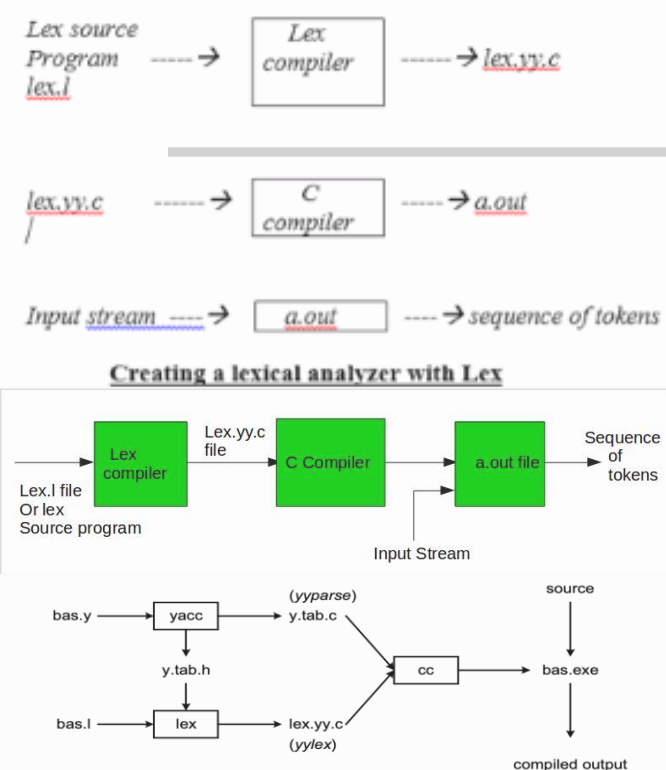 Lex source
Program
lex.l
Lex
compiler
lex.yy.c
lex.yy.c
C
compiler
a.out
Input stream
a.out
sequence of tokens
Creating a lexical analyzer with Lex
Lex.l file
Or lex
Source program
Lex
compiler
Lex.yy.c
file
C Compiler
a.out file
Input Stream
Sequence
of
tokens
bas.y
yacc
(yyparse)
y.tab.c
source
y.tab.h
cc
bas.exe
bas.l
lex
lex.yy.c
(yylex)
compiled output